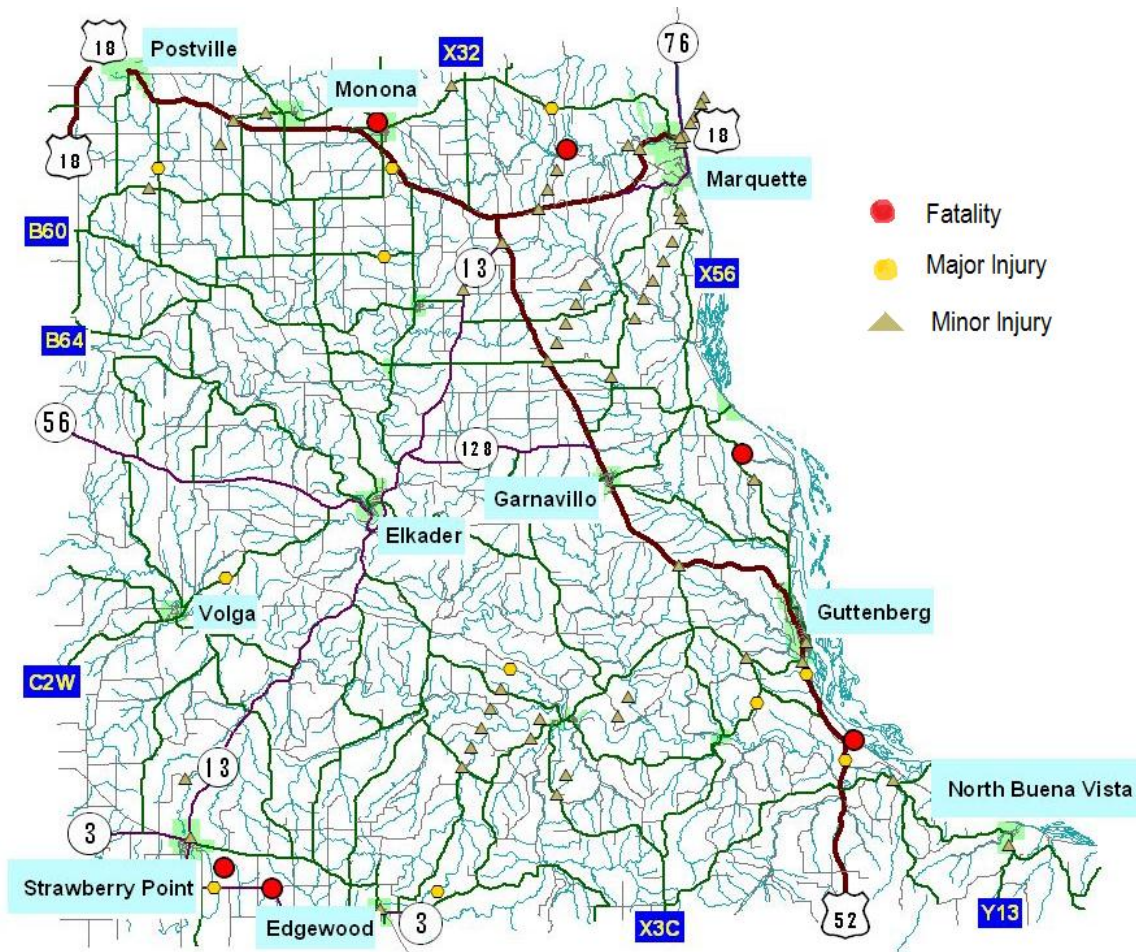 18
Postville
X32
76
Monona
18
18
Marquette
Fatality
B60
Major Injury
13
X56
Minor Injury
B64
56
128
Garnavillo
Elkader
Volga
Guttenberg
C2W
13
North Buena Vista
3
Strawberry Point
Edgewood
3
X3C
52
Y13